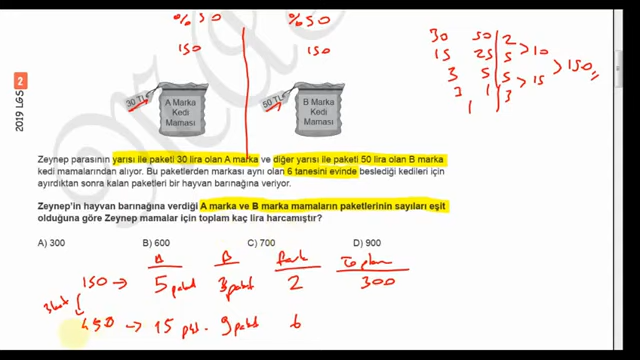 %50 %50
150 150
30 50 2
15 25 5 > 10
3 5 5 > 15 > 150
1 1 3
1
2 2019 LGS
30 TL
A Marka
Kedi
Maması
50 TL
B Marka
Kedi
Maması
Zeynep parasının yarısı ile paketi 30 lira olan A marka ve diğer yarısı ile paketi 50 lira olan B marka
kedi mamalarından alıyor. Bu paketlerden markası aynı olan 6 tanesini evinde beslediği kedileri için
ayırdıktan sonra kalan paketleri bir hayvan barınağına veriyor.
Zeynep'in hayvan barınağına verdiği A marka ve B marka mamaların paketlerinin sayıları eşit
olduğuna göre Zeynep mamalar için toplam kaç lira harcamıştır?
A) 300 B) 600 C) 700 D) 900
A B Fark Toplam
150 → 5 paket 3 paket 2 300
3 kat
450 → 15 pkt. 9 paket 6